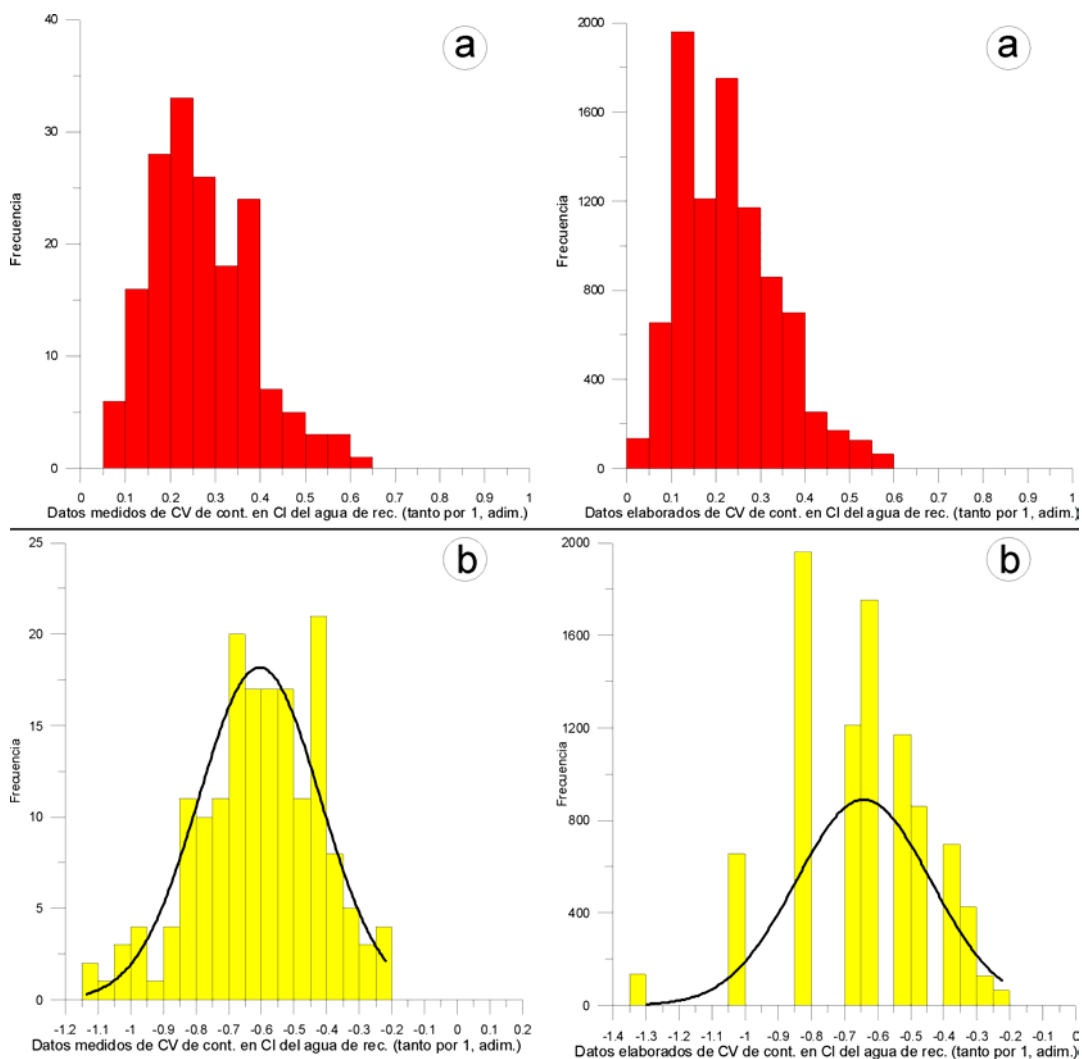 a
40
30
20
10
0
Frecuencia
0 0.1 0.2 0.3 0.4 0.5 0.6 0.7 0.8 0.9 1
Datos medidos de CV de cont. en Cl del agua de rec. (tanto por 1, adim.)
a
2000
1600
1200
800
400
0
Frecuencia
0 0.1 0.2 0.3 0.4 0.5 0.6 0.7 0.8 0.9 1
Datos elaborados de CV de cont. en Cl del agua de rec. (tanto por 1, adim.)
b
25
20
15
10
5
0
Frecuencia
-1.2 -1.1 -1 -0.9 -0.8 -0.7 -0.6 -0.5 -0.4 -0.3 -0.2 -0.1 0 0.1 0.2
Datos medidos de CV de cont. en Cl del agua de rec. (tanto por 1, adim.)
b
2000
1600
1200
800
400
0
Frecuencia
-1.4 -1.3 -1.2 -1.1 -1 -0.9 -0.8 -0.7 -0.6 -0.5 -0.4 -0.3 -0.2 -0.1 0
Datos elaborados de CV de cont. en Cl del agua de rec. (tanto por 1, adim.)